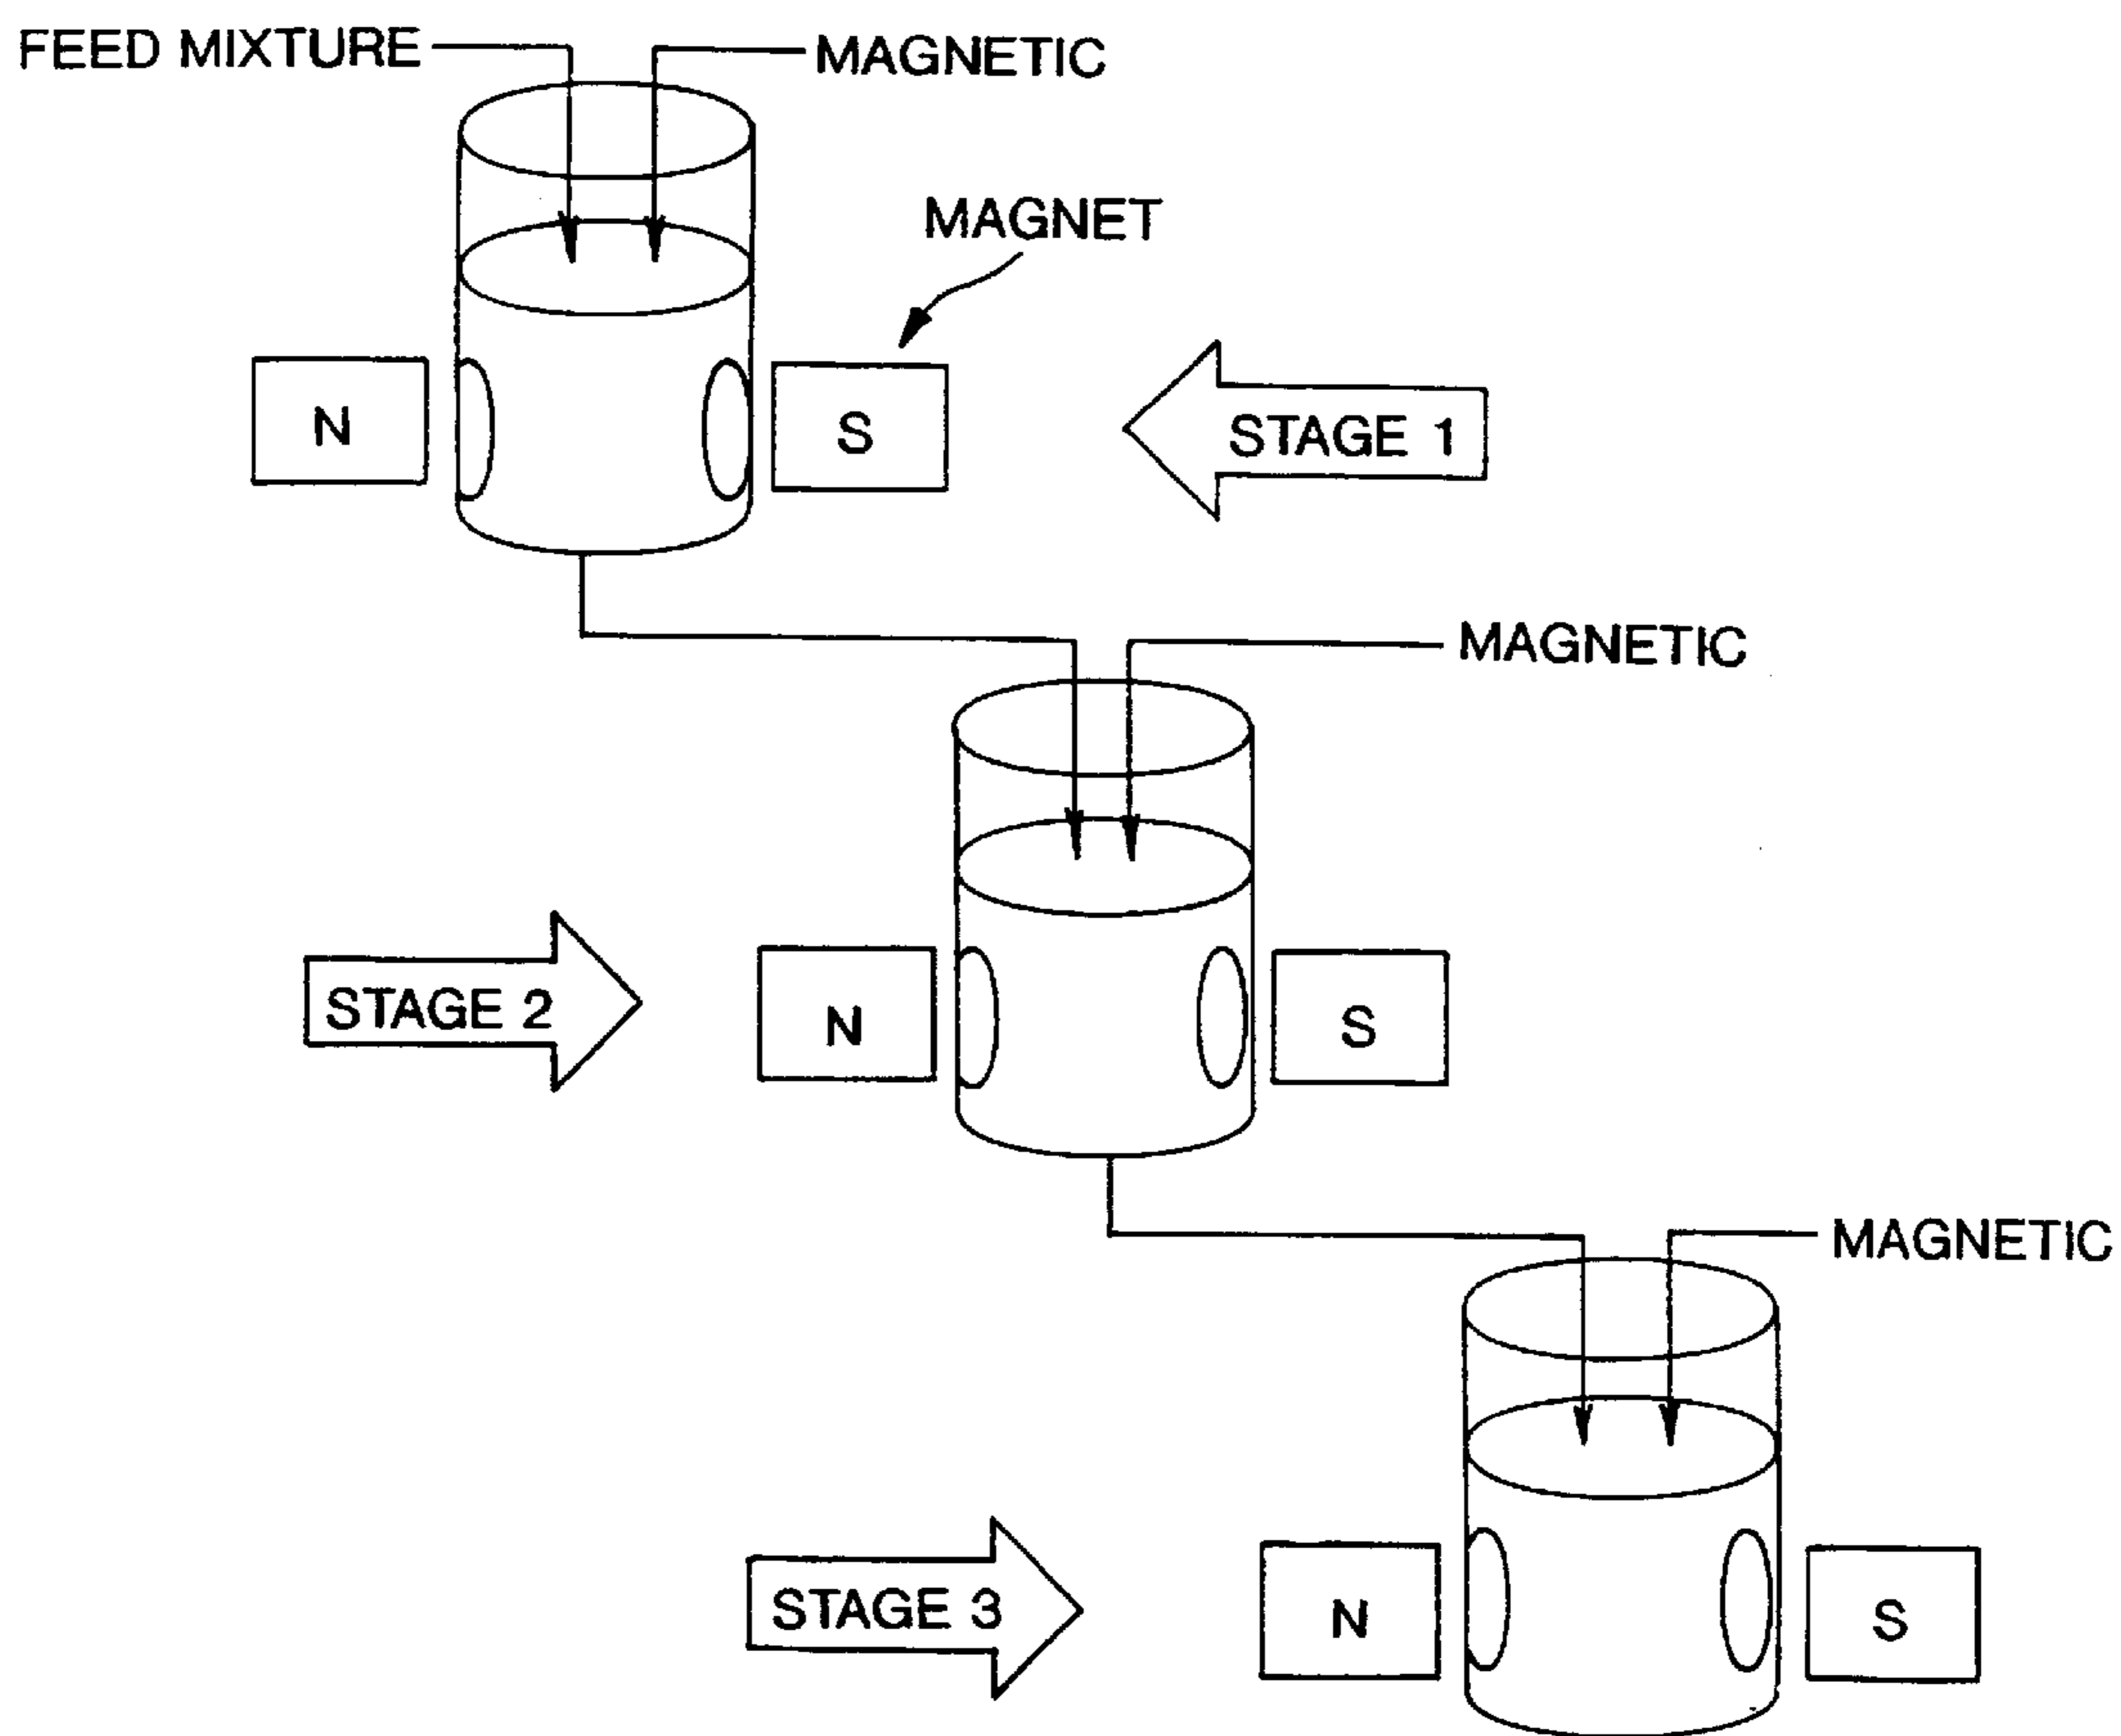 FEED MIXTURE
MAGNETIC
MAGNET
N
S
STAGE 1
MAGNETIC
STAGE 2
N
S
MAGNETIC
STAGE 3
N
S